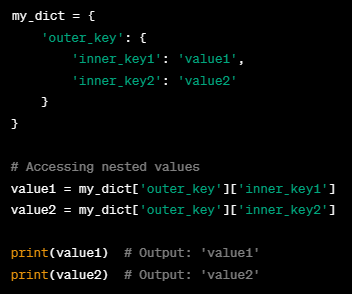 my_dict = {
    'outer_key': {
        'inner_key1': 'value1',
        'inner_key2': 'value2'
    }
}

# Accessing nested values
value1 = my_dict['outer_key']['inner_key1']
value2 = my_dict['outer_key']['inner_key2']

print(value1)  # Output: 'value1'
print(value2)  # Output: 'value2'